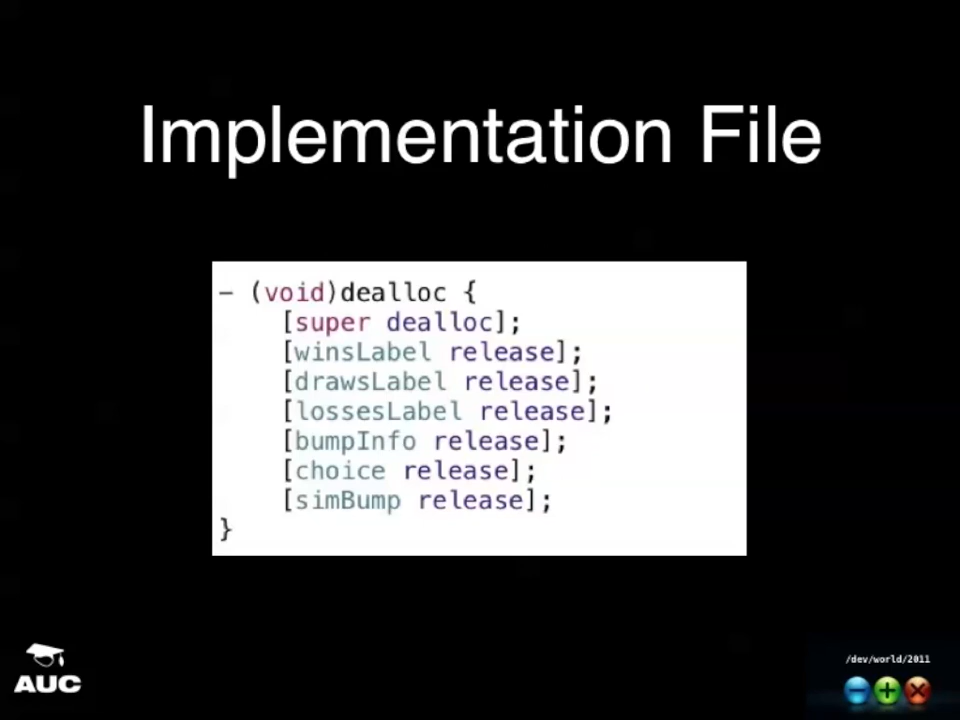 Implementation File
- (void)dealloc {
    [super dealloc];
    [winsLabel release];
    [drawsLabel release];
    [lossesLabel release];
    [bumpInfo release];
    [choice release];
    [simBump release];
}
AUC
/dev/world/2011